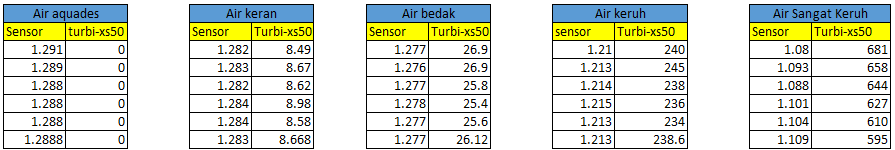 Air aquades Air keran Air bedak Air keruh Air Sangat Keruh
Sensor turbi-xs50 Sensor Turbi-xs50 Sensor Turbi-xs50 sensor Turbi-xs50 Sensor Turbi-xs50
1.291 0 1.282 8.49 1.277 26.9 1.21 240 1.08 681
1.289 0 1.283 8.67 1.276 26.9 1.213 245 1.093 658
1.288 0 1.282 8.62 1.277 25.8 1.214 238 1.088 644
1.288 0 1.284 8.98 1.278 25.4 1.215 236 1.101 627
1.288 0 1.284 8.58 1.277 25.6 1.213 234 1.104 610
1.2888 0 1.283 8.668 1.277 26.12 1.213 238.6 1.109 595